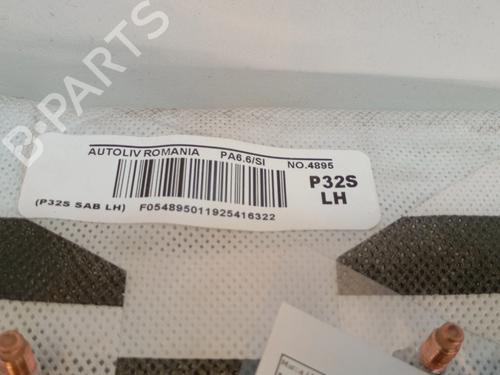 B-PARTS
AUTOLIV ROMANIA PA6.6/SI NO.4895
P32S
LH
(P32S SAB LH) F054895011925416322